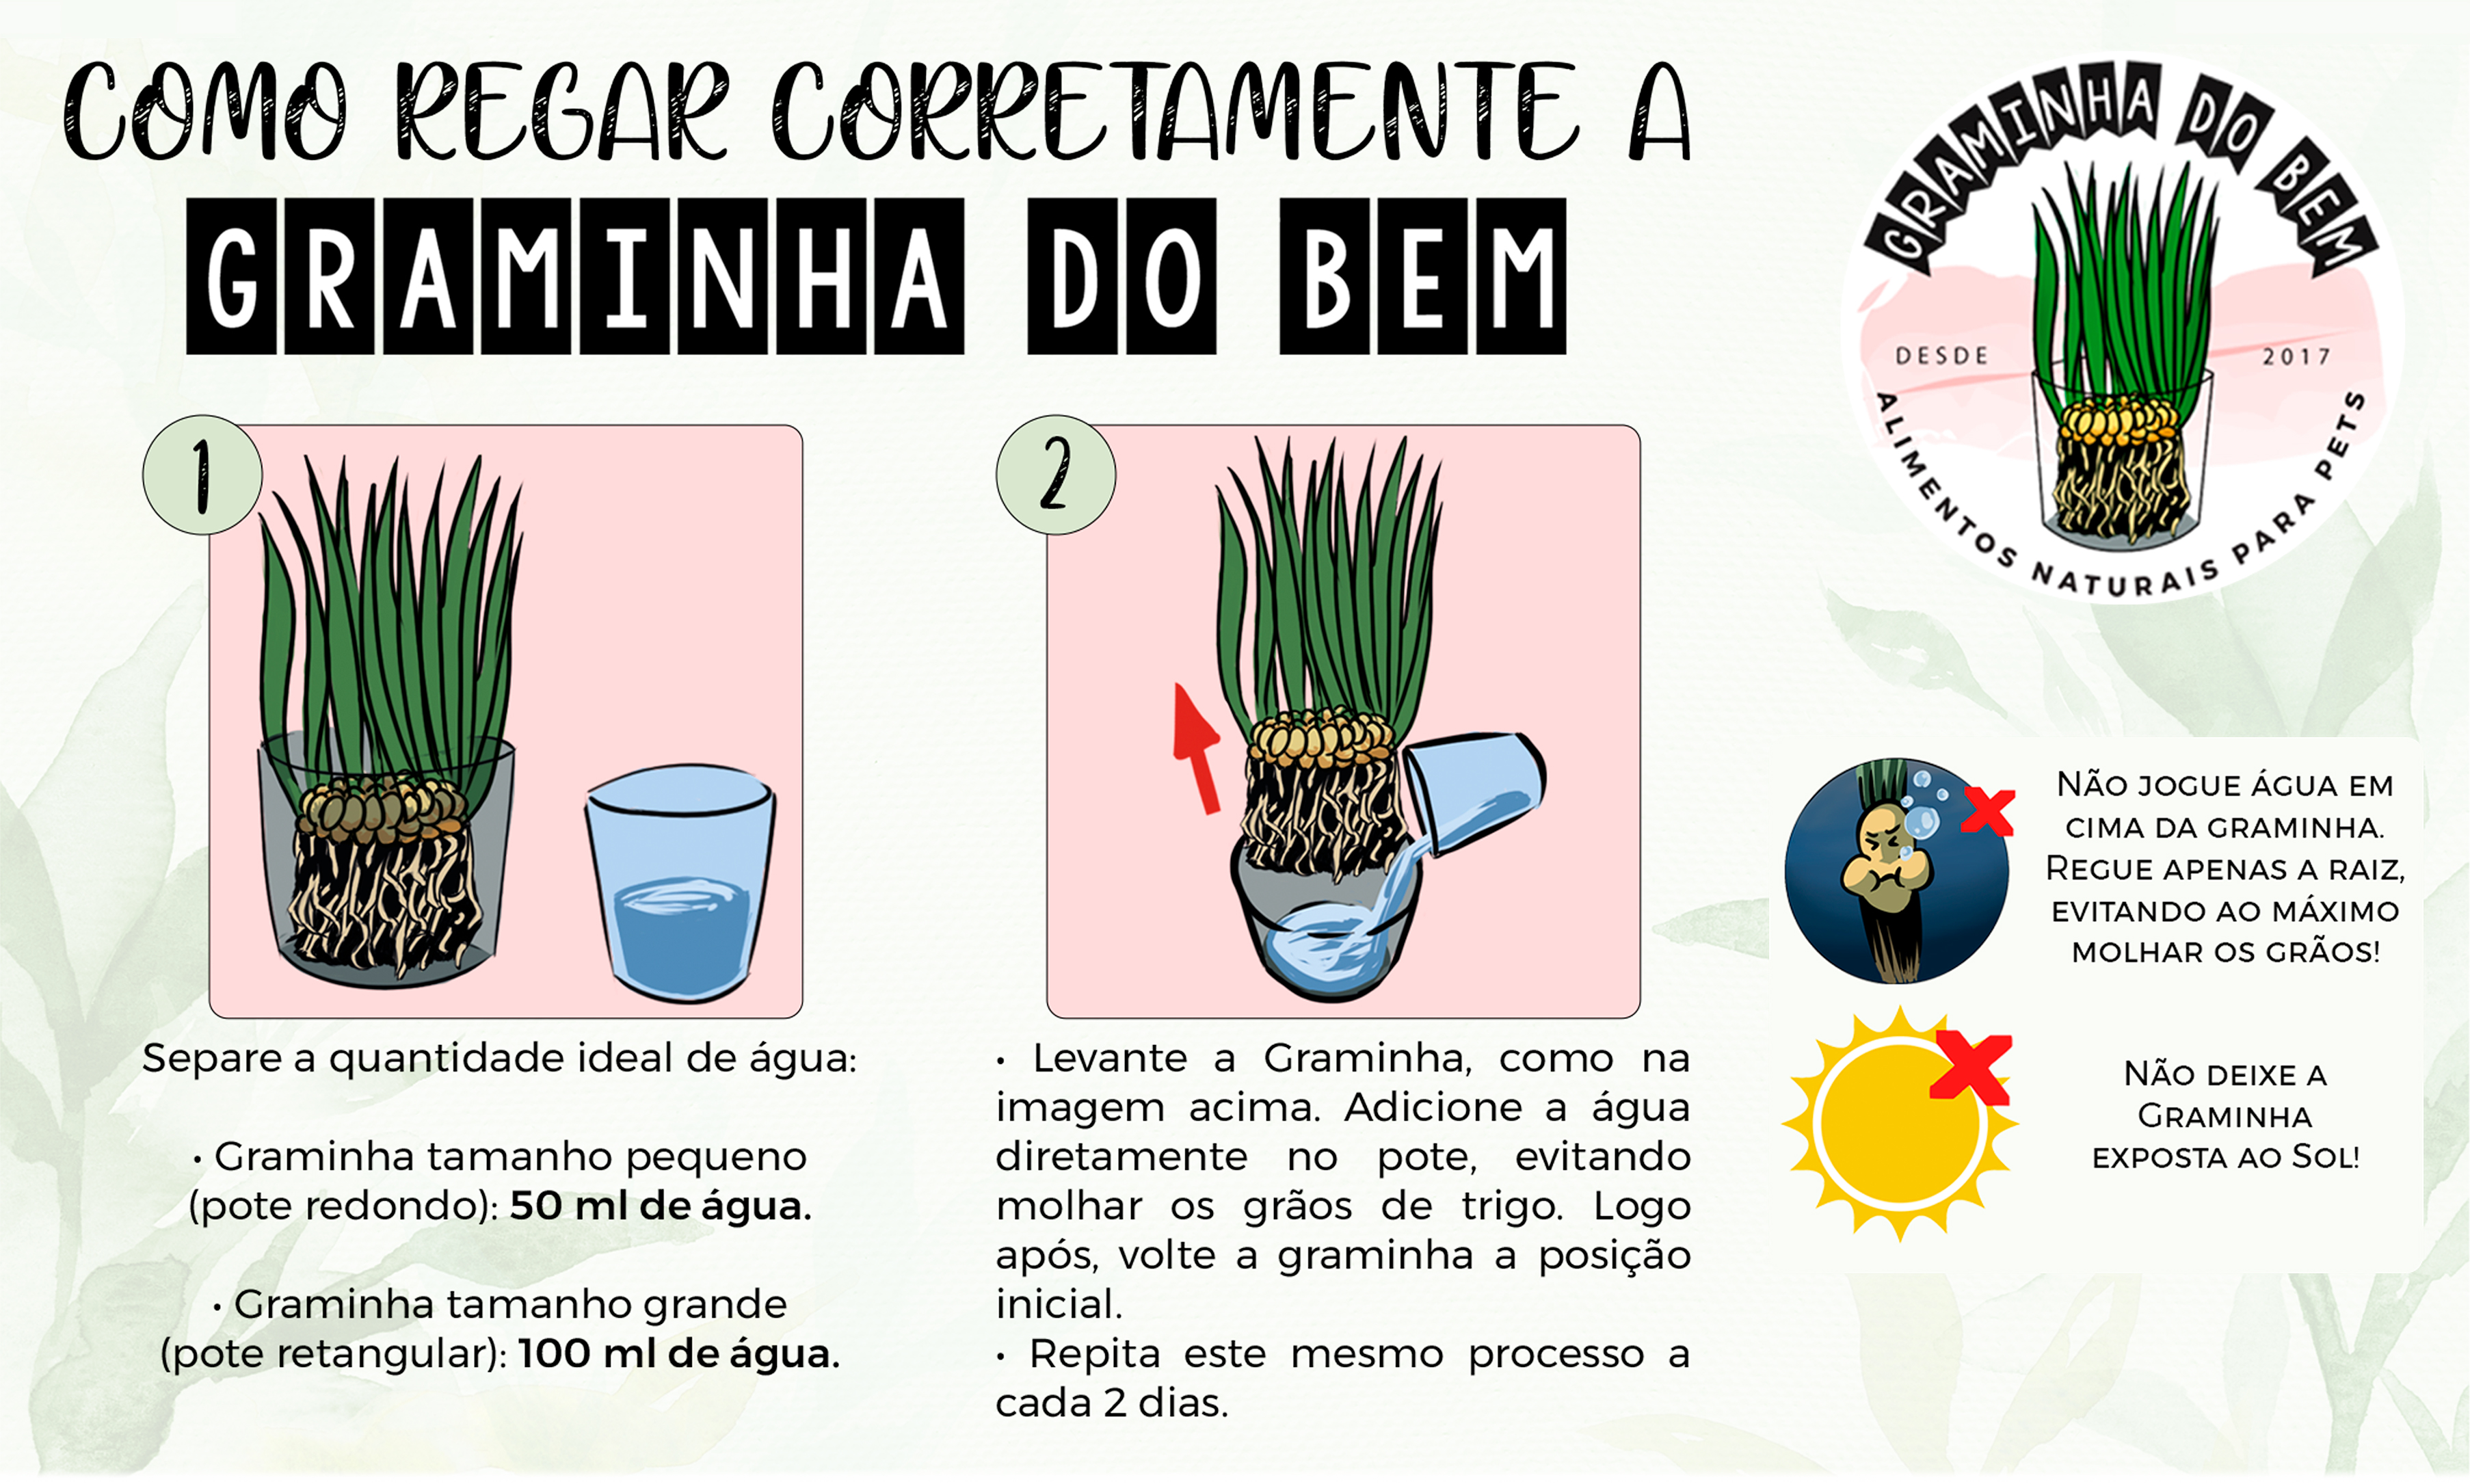 COMO REGAR CORRETAMENTE A
GRAMINHA DO BEM
GRAMINHA DO BEM
DESDE 2017
ALIMENTOS NATURAIS PARA PETS
1
Separe a quantidade ideal de água:
• Graminha tamanho pequeno
(pote redondo): 50 ml de água.
• Graminha tamanho grande
(pote retangular): 100 ml de água.
2
• Levante a Graminha, como na
imagem acima. Adicione a água
diretamente no pote, evitando
molhar os grãos de trigo. Logo
após, volte a graminha a posição
inicial.
• Repita este mesmo processo a
cada 2 dias.
NÃO JOGUE ÁGUA EM
CIMA DA GRAMINHA.
REGUE APENAS A RAIZ,
EVITANDO AO MÁXIMO
MOLHAR OS GRÃOS!
NÃO DEIXE A
GRAMINHA
EXPOSTA AO SOL!